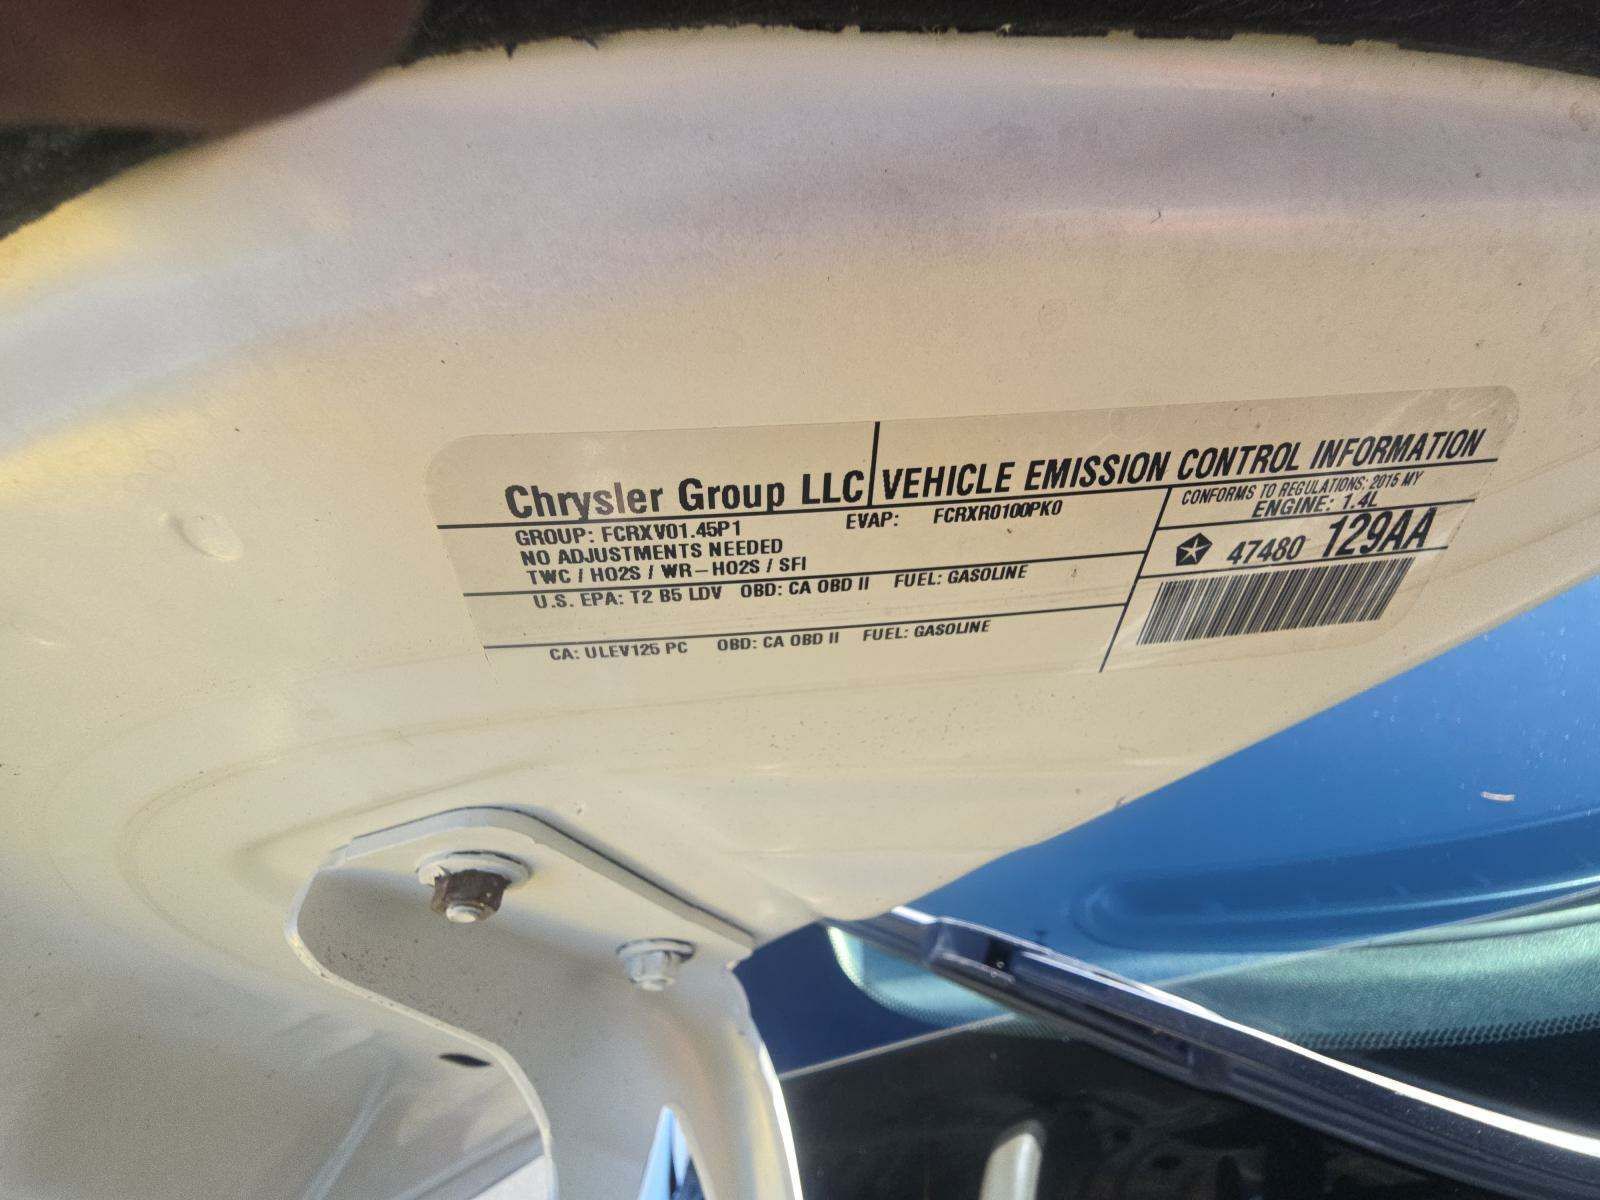 Chrysler Group LLC VEHICLE EMISSION CONTROL INFORMATION
GROUP: FCRXV01.45P1 EVAP: FCRXR0100PK0
NO ADJUSTMENTS NEEDED
TWC / HO2S / WR-HO2S / SFI
CONFORMS TO REGULATIONS: 2015 MY
ENGINE: 1.4L
47480 129AA
U.S. EPA: T2 B5 LDV OBD: CA OBD II FUEL: GASOLINE
CA: ULEV125 PC OBD: CA OBD II FUEL: GASOLINE